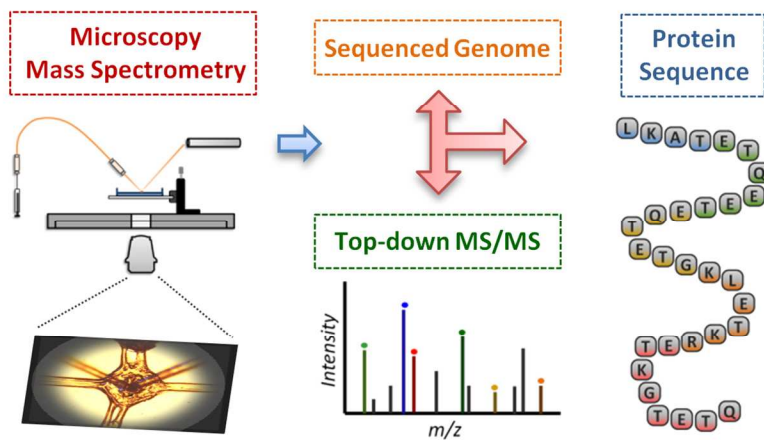 Microscopy
Mass Spectrometry
Sequenced Genome
Protein
Sequence
Top-down MS/MS
Intensity
m/z
L K A T E T
Q
T Q E T E E
E T G K L
E
T E R K T
K
G
T E T Q